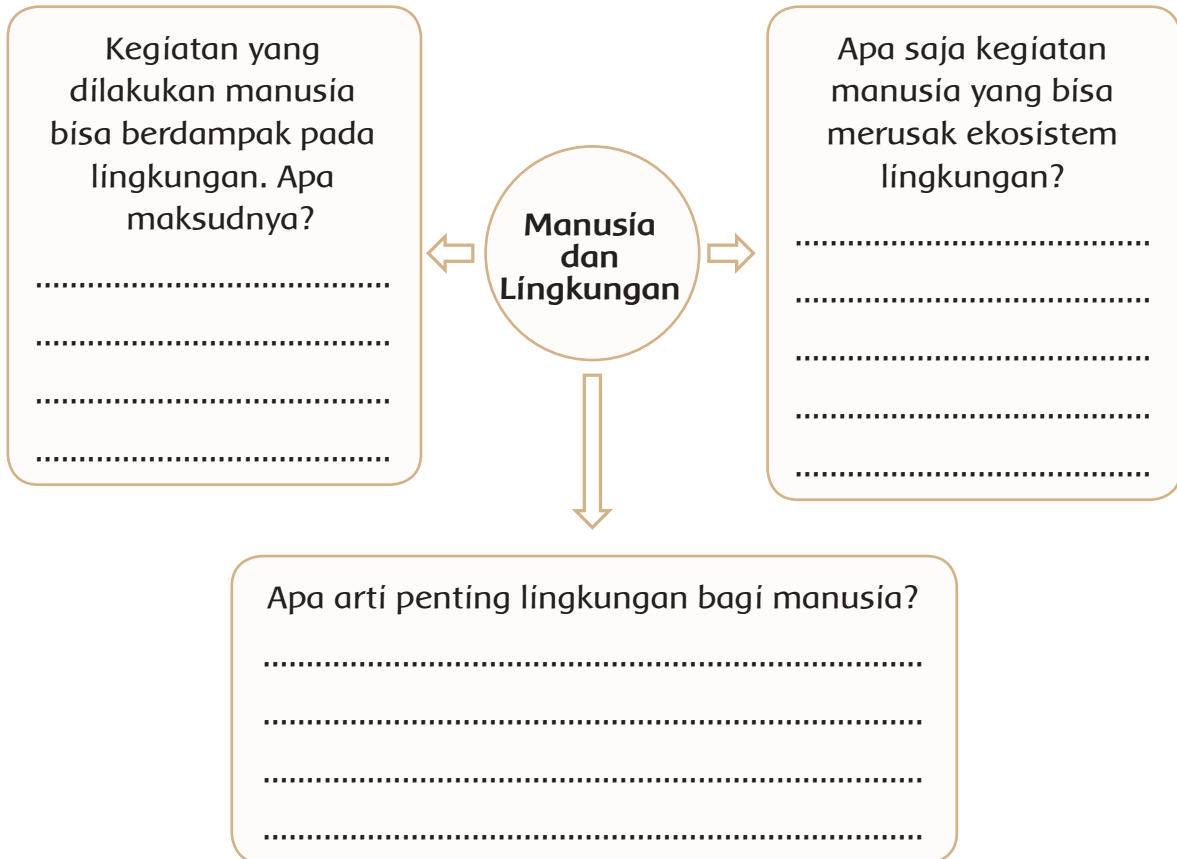 Kegiatan yang
dilakukan manusia
bisa berdampak pada
lingkungan. Apa
maksudnya?
........................................
........................................
........................................
........................................
Manusia
dan
Lingkungan
Apa saja kegiatan
manusia yang bisa
merusak ekosistem
lingkungan?
........................................
........................................
........................................
........................................
........................................
Apa arti penting lingkungan bagi manusia?
..........................................................................
..........................................................................
..........................................................................
..........................................................................